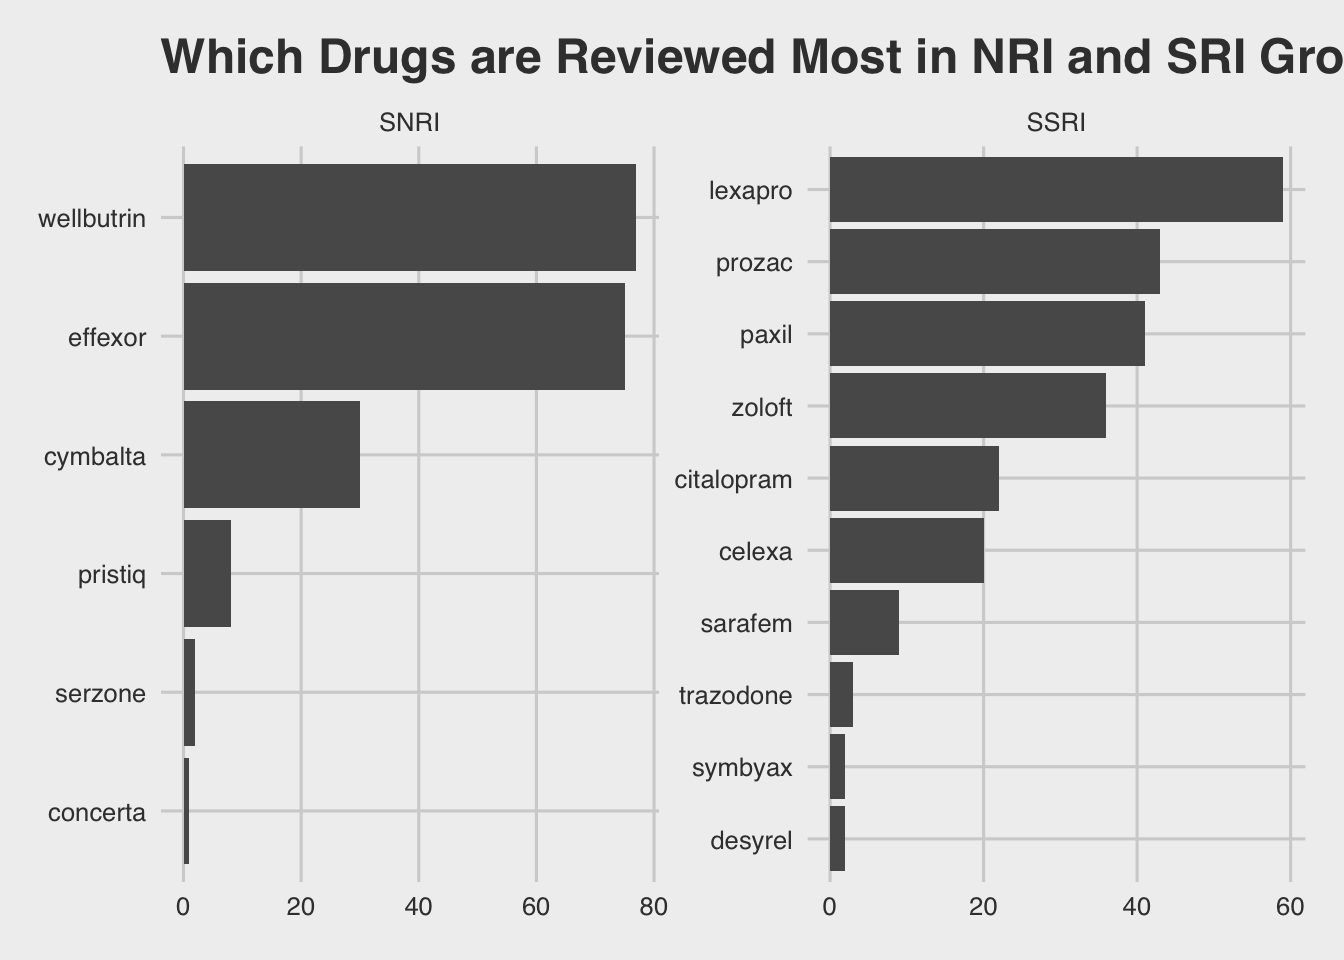 Which Drugs are Reviewed Most in NRI and SRI Gro
SNRI
wellbutrin
effexor
cymbalta
pristiq
serzone
concerta
0 20 40 60 80
SSRI
lexapro
prozac
paxil
zoloft
citalopram
celexa
sarafem
trazodone
symbyax
desyrel
0 20 40 60